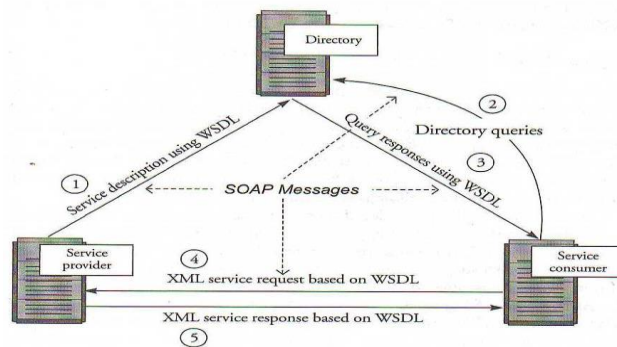 Directory
2
Directory queries
Query responses using WSDL
3
1
Service description using WSDL
SOAP Messages
Service
provider
Service
consumer
4
XML service request based on WSDL
XML service response based on WSDL
5